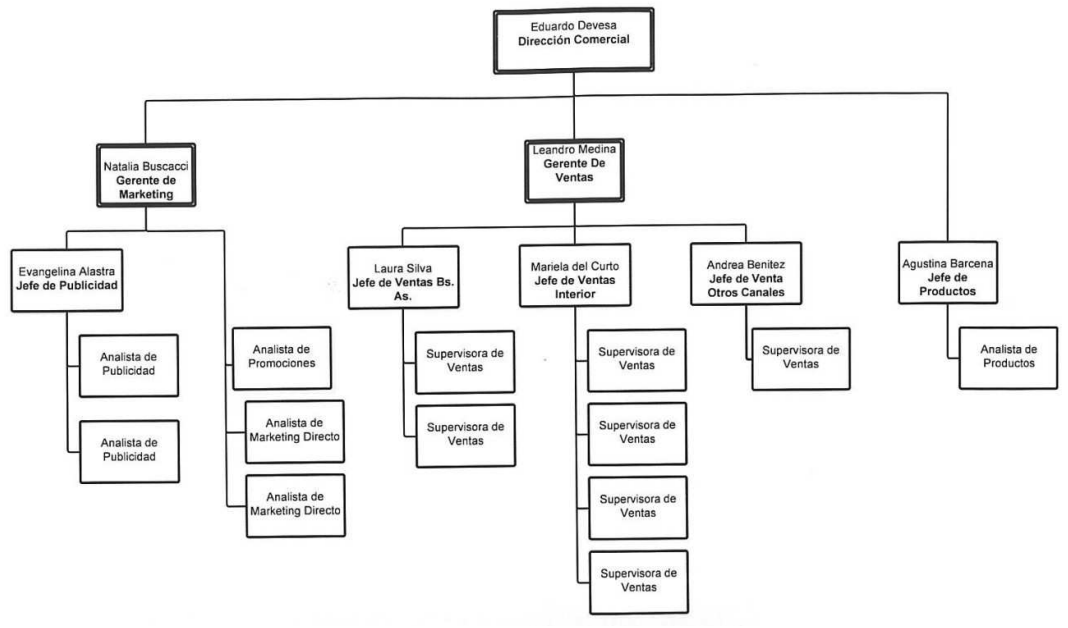 Eduardo Devesa
Dirección Comercial
Natalia Buscacci
Gerente de
Marketing
Leandro Medina
Gerente De
Ventas
Evangelina Alastra
Jefe de Publicidad
Laura Silva
Jefe de Ventas Bs.
As.
Mariela del Curto
Jefe de Ventas
Interior
Andrea Benitez
Jefe de Venta
Otros Canales
Agustina Barcena
Jefe de
Productos
Analista de
Publicidad
Analista de
Publicidad
Analista de
Promociones
Analista de
Marketing Directo
Analista de
Marketing Directo
Supervisora de
Ventas
Supervisora de
Ventas
Supervisora de
Ventas
Supervisora de
Ventas
Supervisora de
Ventas
Supervisora de
Ventas
Supervisora de
Ventas
Analista de
Productos